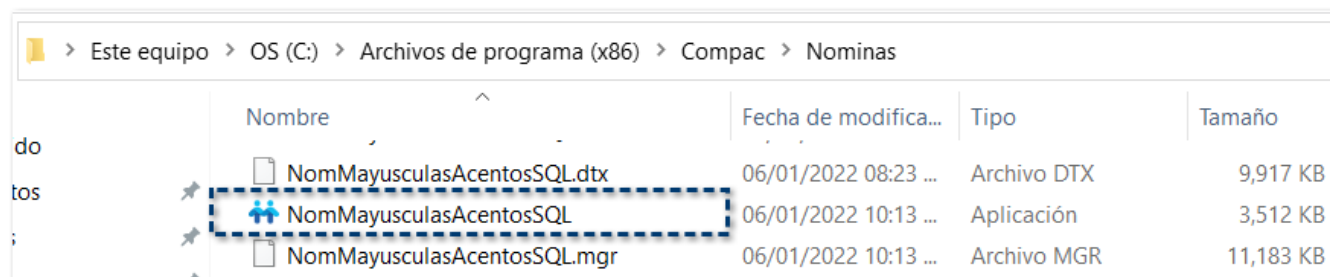 Este equipo > OS (C:) > Archivos de programa (x86) > Compac > Nominas
Nombre Fecha de modifica... Tipo Tamaño
do
NomMayusculasAcentosSQL.dtx 06/01/2022 08:23 ... Archivo DTX 9,917 KB
tos
NomMayusculasAcentosSQL 06/01/2022 10:13 ... Aplicación 3,512 KB
NomMayusculasAcentosSQL.mgr 06/01/2022 10:13 ... Archivo MGR 11,183 KB